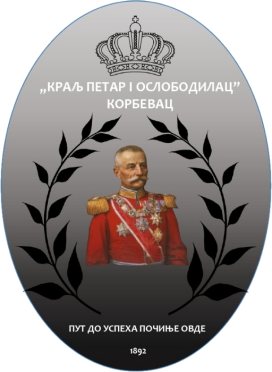 „КРАЉ ПЕТАР I ОСЛОБОДИЛАЦ”
КОРБЕВАЦ
ПУТ ДО УСПЕХА ПОЧИЊЕ ОВДЕ
1892